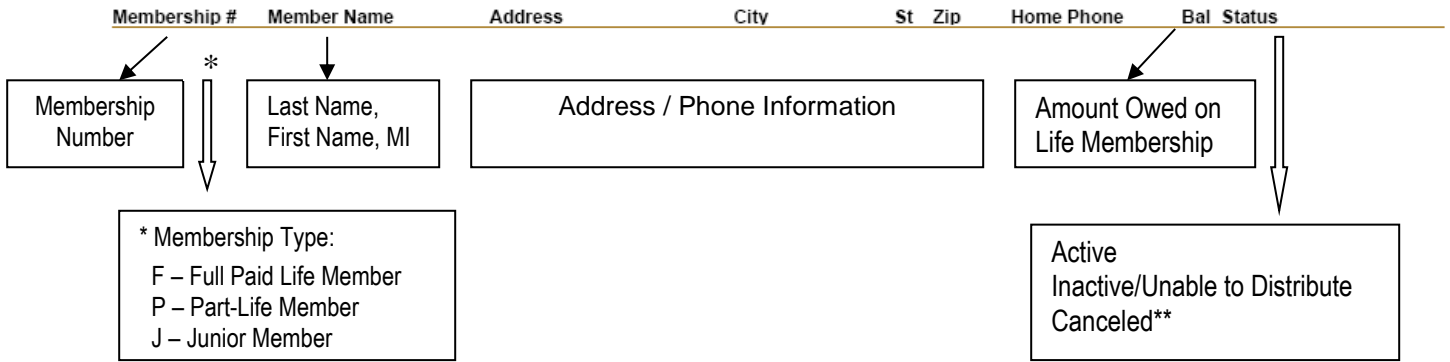 Membership # Member Name Address City St Zip Home Phone Bal Status
*
Membership
Number
Last Name,
First Name, MI
Address / Phone Information
Amount Owed on
Life Membership
* Membership Type:
F – Full Paid Life Member
P – Part-Life Member
J – Junior Member
Active
Inactive/Unable to Distribute
Canceled**